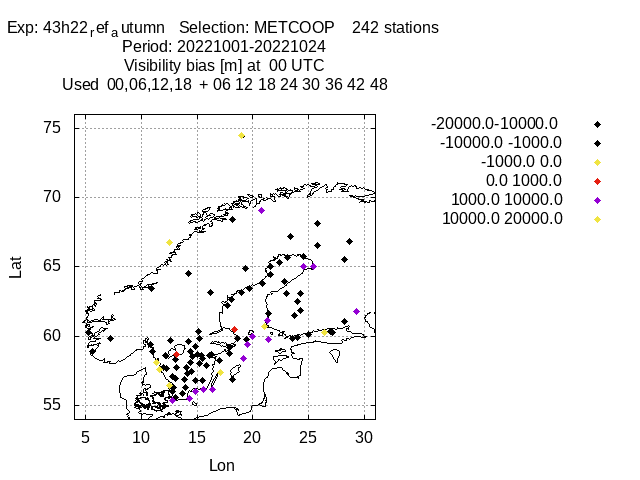 Exp: 43h22ref_autumn Selection: METCOOP 242 stations
Period: 20221001-20221024
Visibility bias [m] at 00 UTC
Used 00,06,12,18 + 06 12 18 24 30 36 42 48
-20000.0-10000.0
-10000.0 -1000.0
-1000.0 0.0
0.0 1000.0
1000.0 10000.0
10000.0 20000.0
75
70
65
60
55
Lat
5 10 15 20 25 30
Lon